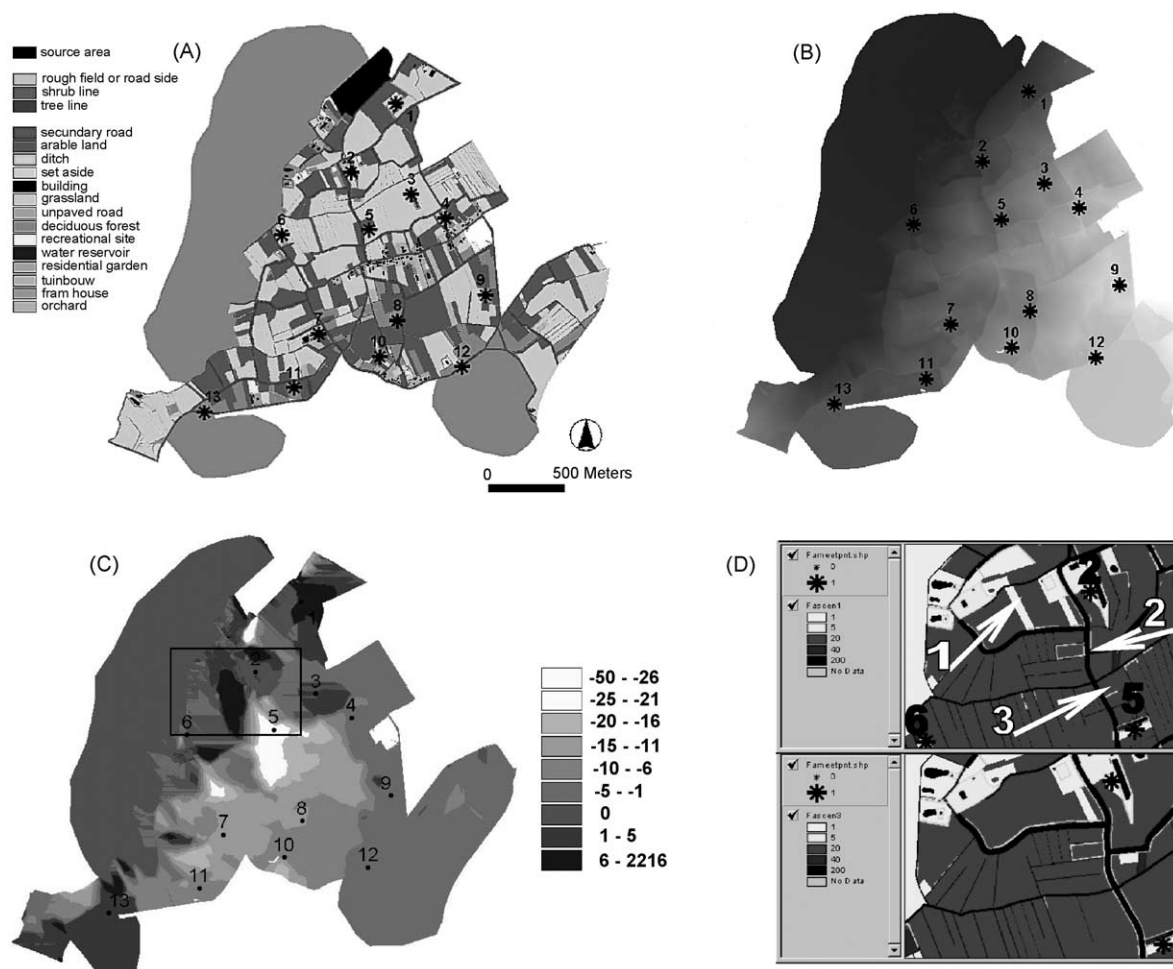 (A)
source area
rough field or road side
shrub line
tree line
secundary road
arable land
ditch
set aside
building
grassland
unpaved road
deciduous forest
recreational site
water reservoir
residential garden
tuinbouw
fram house
orchard
1
2
3
4
5
6
7
8
9
10
11
12
13
0 500 Meters
(B)
1
2
3
4
5
6
7
8
9
10
11
12
13
(C)
2
3
4
5
6
7
8
9
10
11
12
13
-50 - -26
-25 - -21
-20 - -16
-15 - -11
-10 - -6
-5 - -1
0
1 - 5
6 - 2216
(D)
Fameetpnt.shp
0
1
Fascen1
1
5
20
40
200
No Data
2
1
2
3
5
6
Fameetpnt.shp
0
1
Fascen3
1
5
20
40
200
No Data